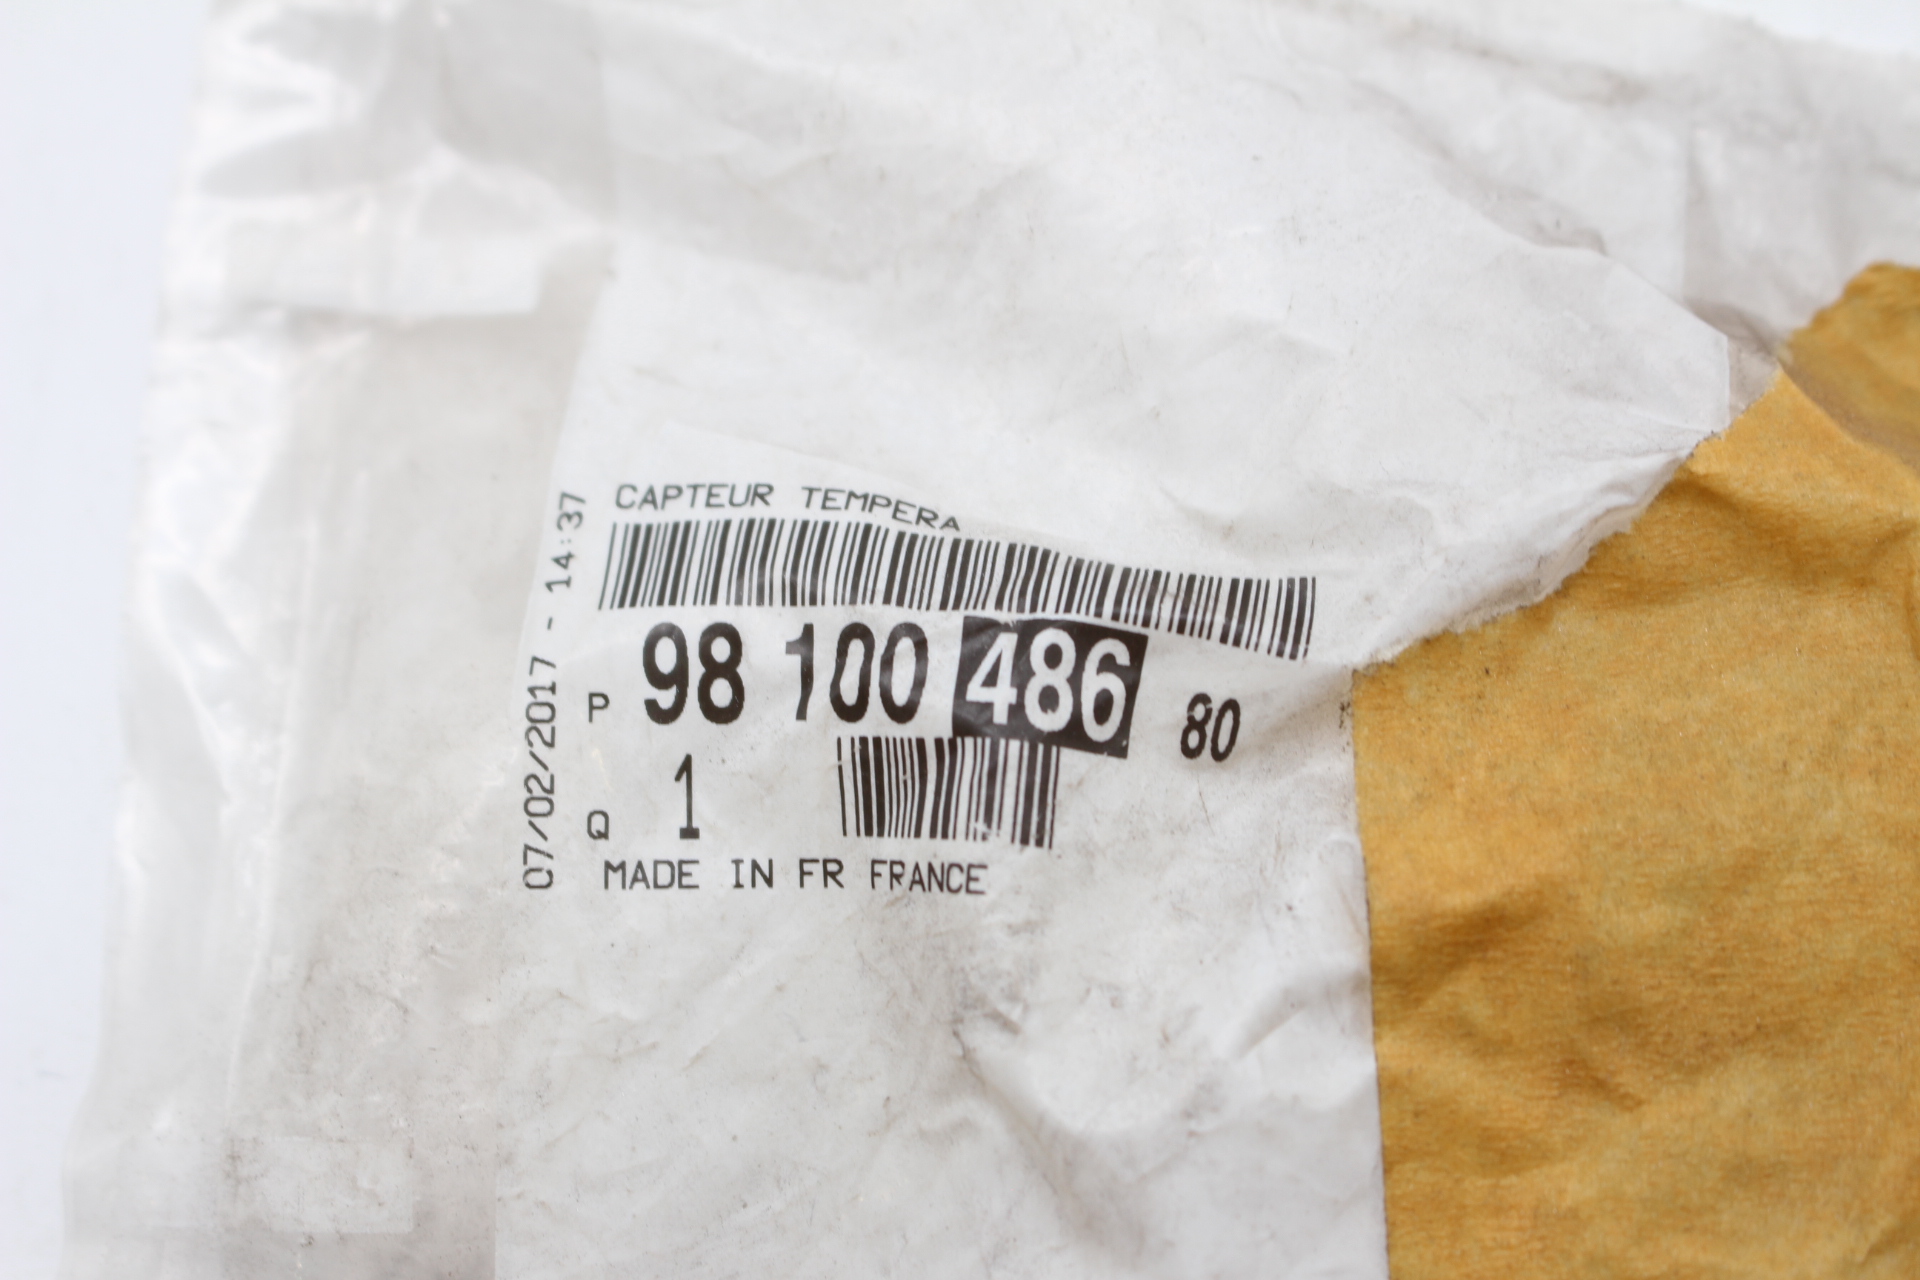 CAPTEUR TEMPERA
P 98 100 486 80
Q 1
MADE IN FR FRANCE
07/02/2017 - 14:37